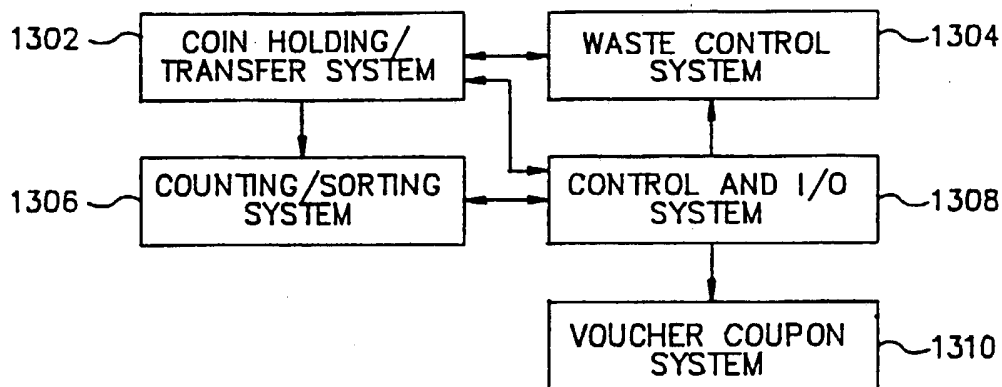 1302
COIN HOLDING/
TRANSFER SYSTEM
WASTE CONTROL
SYSTEM
1304
1306
COUNTING/SORTING
SYSTEM
CONTROL AND I/O
SYSTEM
1308
VOUCHER COUPON
SYSTEM
1310